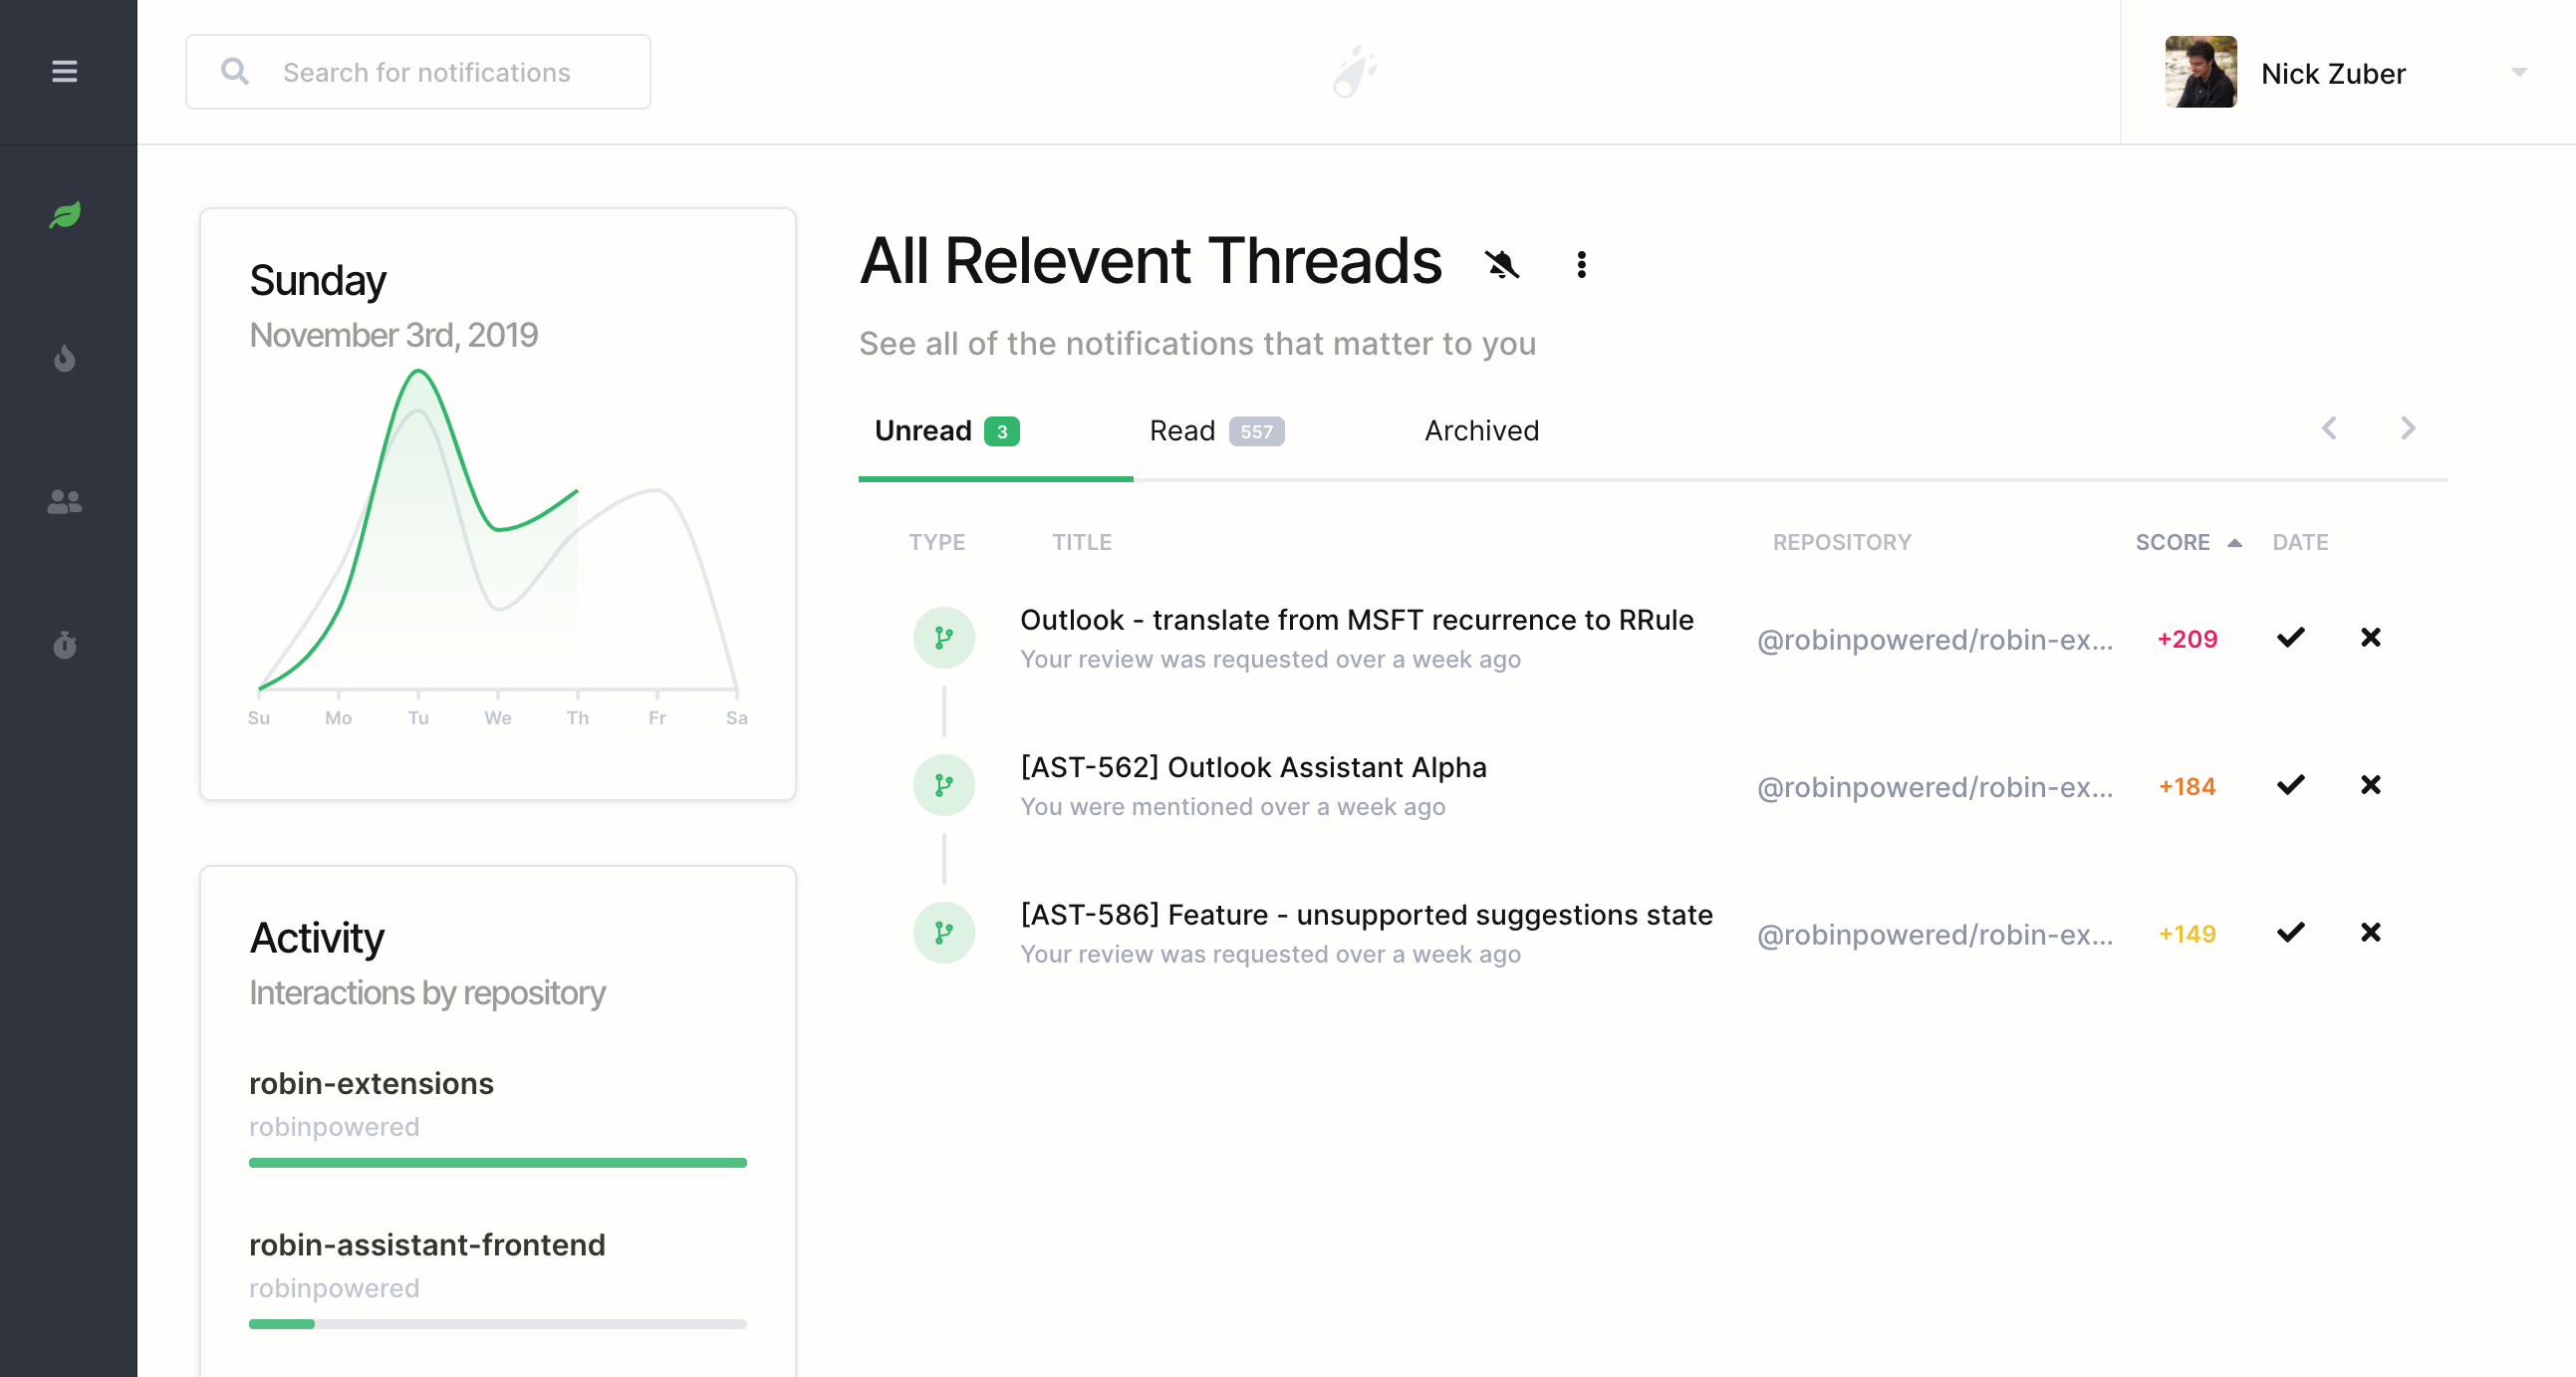 Search for notifications
Nick Zuber
Sunday
November 3rd, 2019
Su Mo Tu We Th Fr Sa
Activity
Interactions by repository
robin-extensions
robinpowered
robin-assistant-frontend
robinpowered
All Relevent Threads
See all of the notifications that matter to you
Unread 3 Read 557 Archived
TYPE TITLE REPOSITORY SCORE DATE
Outlook - translate from MSFT recurrence to RRule
Your review was requested over a week ago
@robinpowered/robin-ex... +209
[AST-562] Outlook Assistant Alpha
You were mentioned over a week ago
@robinpowered/robin-ex... +184
[AST-586] Feature - unsupported suggestions state
Your review was requested over a week ago
@robinpowered/robin-ex... +149